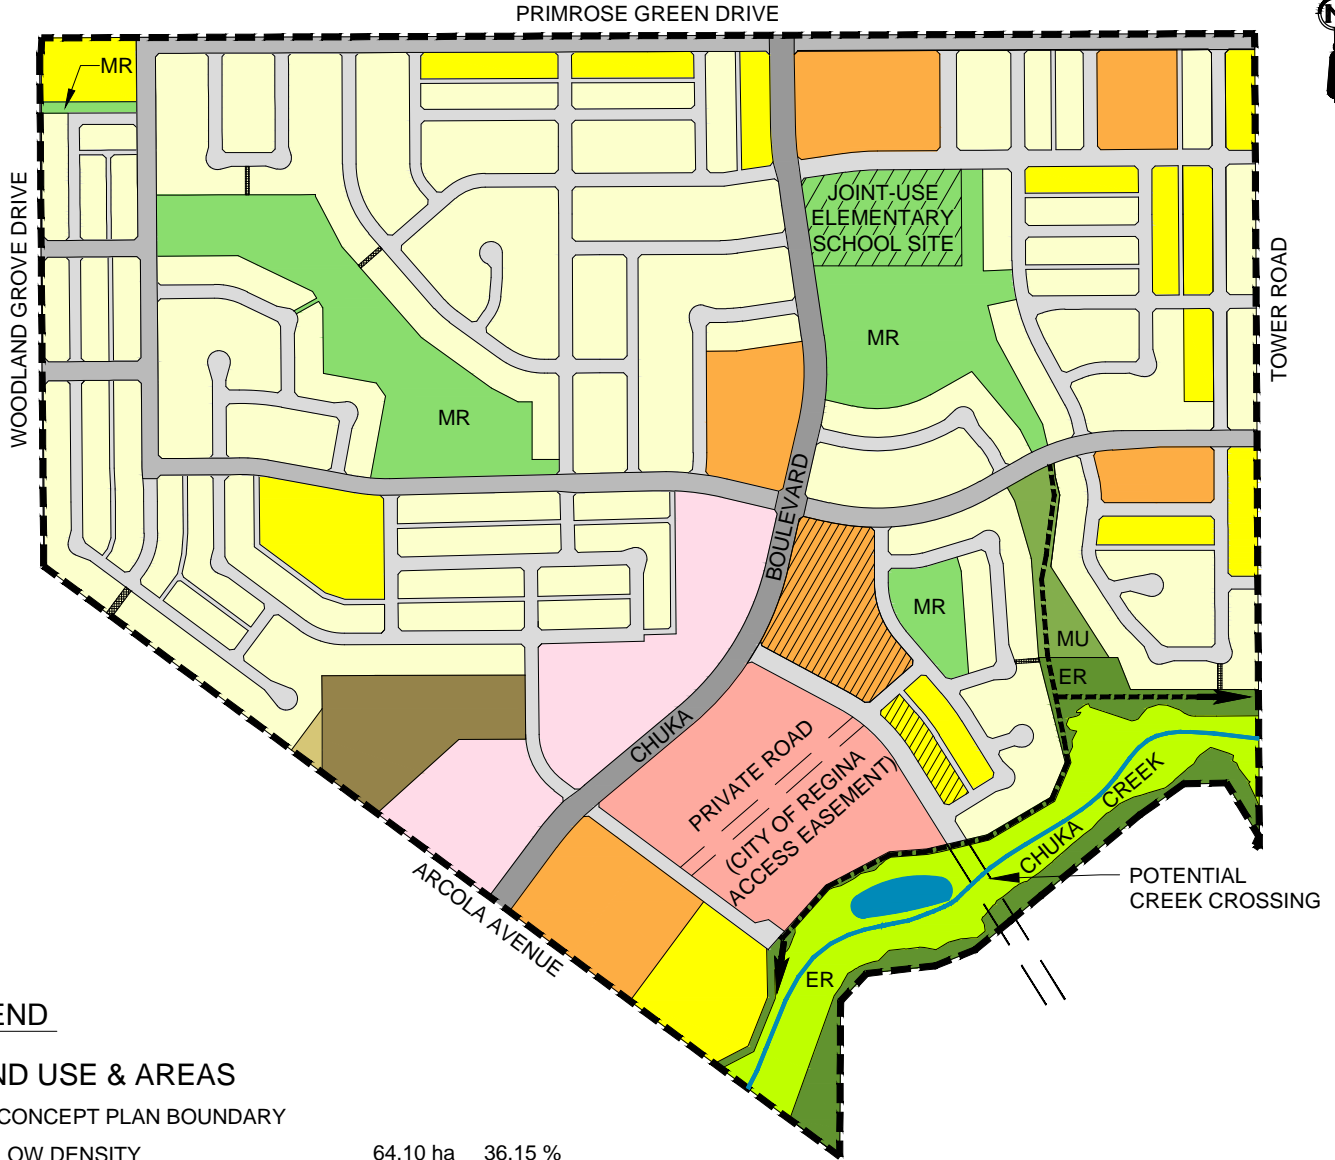 PRIMROSE GREEN DRIVE
N
MR
WOODLAND GROVE DRIVE
JOINT-USE
ELEMENTARY
SCHOOL SITE
TOWER ROAD
MR
MR
BOULEVARD
MR
MU
ER
CHUKA
PRIVATE ROAD
(CITY OF REGINA
ACCESS EASEMENT)
CHUKA CREEK
POTENTIAL
CREEK CROSSING
ARCOLA AVENUE
ER
END
ND USE & AREAS
CONCEPT PLAN BOUNDARY
OW DENSITY 64.10 ha 36.15 %